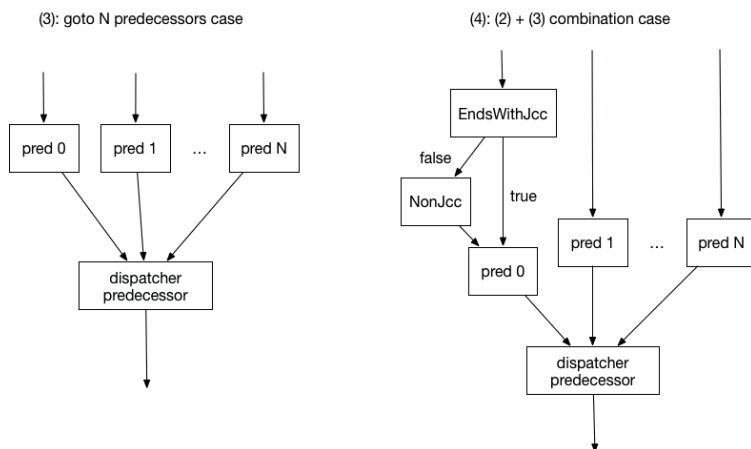 (3): goto N predecessors case
pred 0
pred 1
...
pred N
dispatcher
predecessor
(4): (2) + (3) combination case
EndsWithJcc
false
true
NonJcc
pred 0
pred 1
...
pred N
dispatcher
predecessor